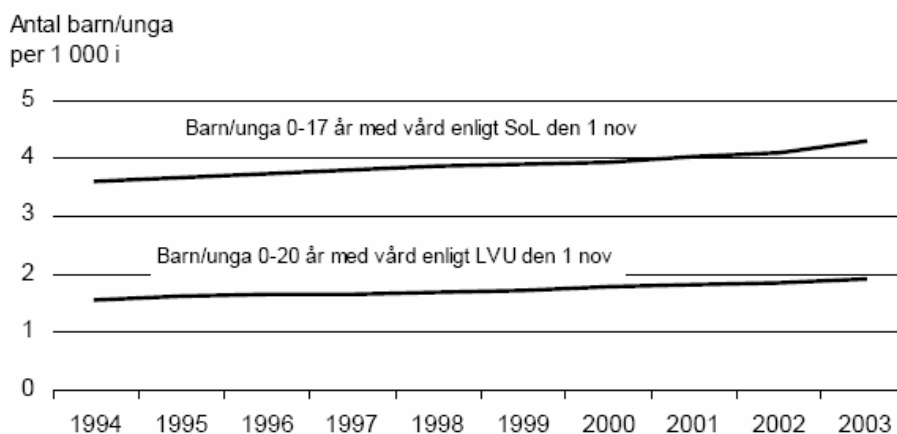 Antal barn/unga
per 1 000 i
5
Barn/unga 0-17 år med vård enligt SoL den 1 nov
4
3
Barn/unga 0-20 år med vård enligt LVU den 1 nov
2
1
0
1994 1995 1996 1997 1998 1999 2000 2001 2002 2003